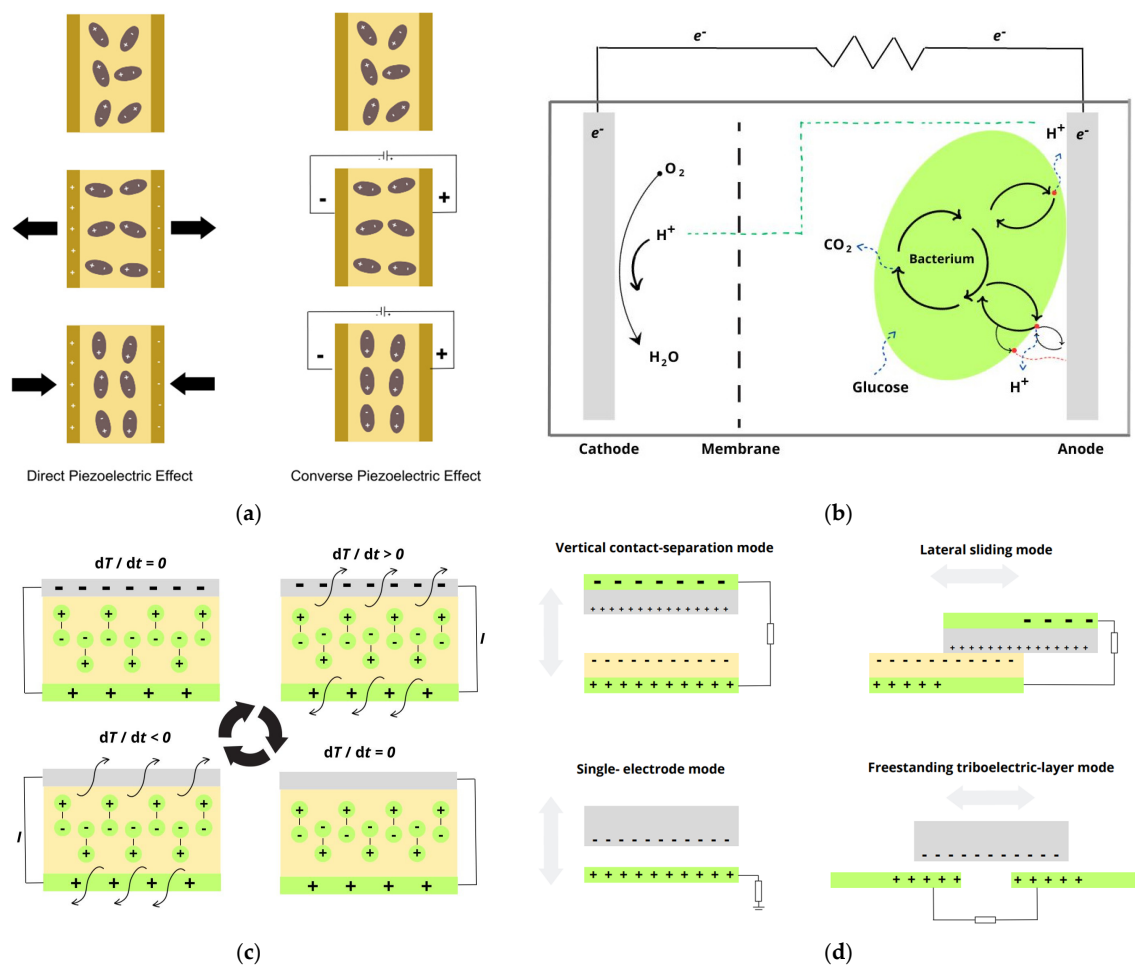 - +
- +
Direct Piezoelectric Effect
Converse Piezoelectric Effect
(a)
e- e-
e- e-
O2
H+
H2O
CO2
Bacterium
Glucose
H+
H+
Cathode
Membrane
Anode
(b)
dT / dt = 0
- - - - - - -
+ + + +
dT / dt > 0
- - - - - - -
+ + + +
I
dT / dt < 0
+ + + +
I
dT / dt = 0
+ + + +
(c)
Vertical contact-separation mode
Lateral sliding mode
Single- electrode mode
Freestanding triboelectric-layer mode
(d)